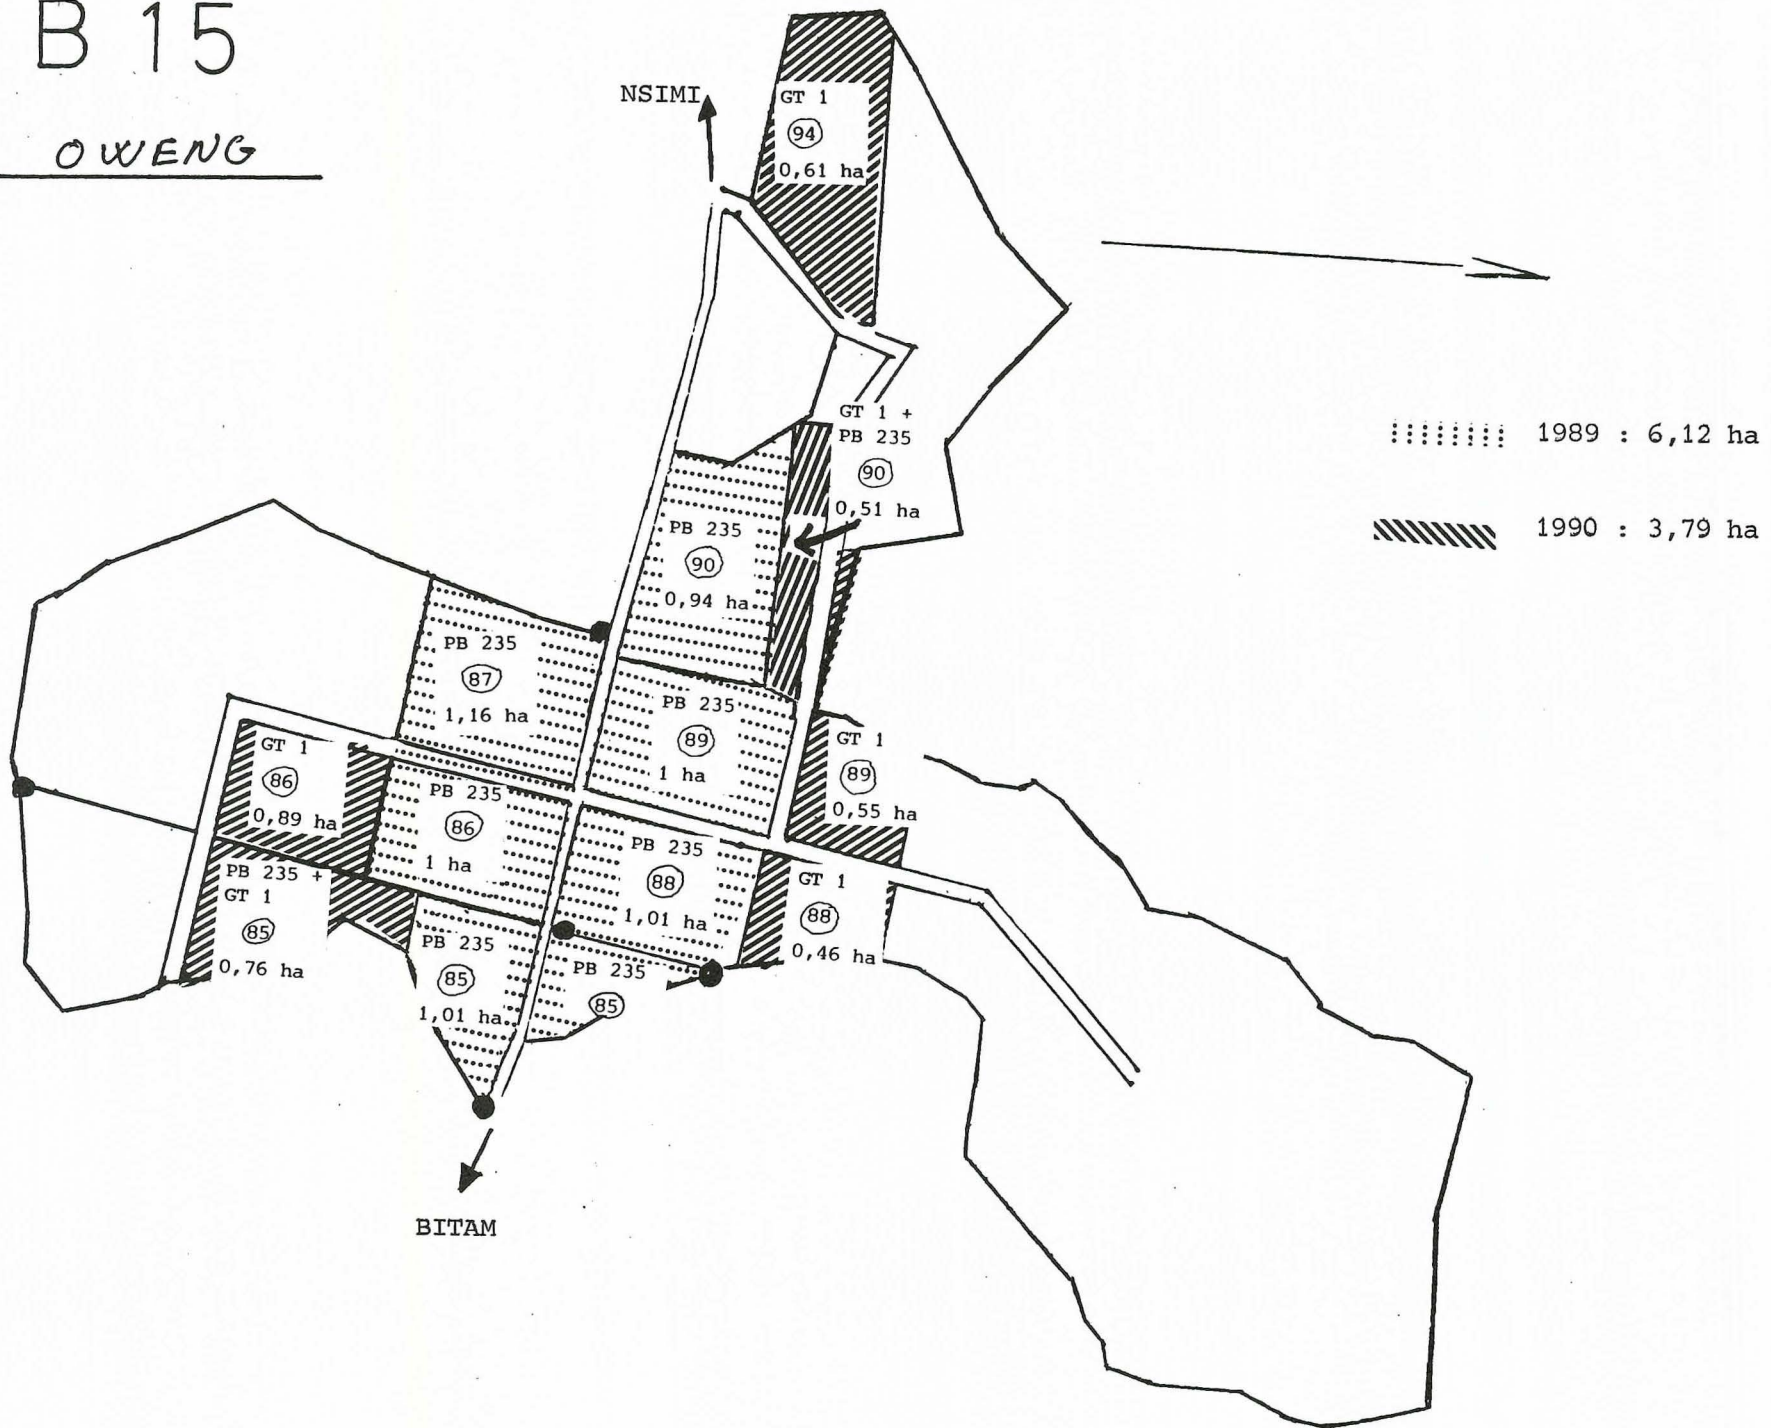 B 15
OWENG
NSIMI
GT 1
94
0,61 ha
GT 1 +
PB 235
90
0,51 ha
1989 : 6,12 ha
1990 : 3,79 ha
PB 235
90
0,94 ha
PB 235
87
1,16 ha
PB 235
89
1 ha
GT 1
89
0,55 ha
GT 1
86
0,89 ha
PB 235
86
1 ha
PB 235
88
1,01 ha
GT 1
88
0,46 ha
PB 235 +
GT 1
85
0,76 ha
PB 235
85
1,01 ha
PB 235
85
BITAM